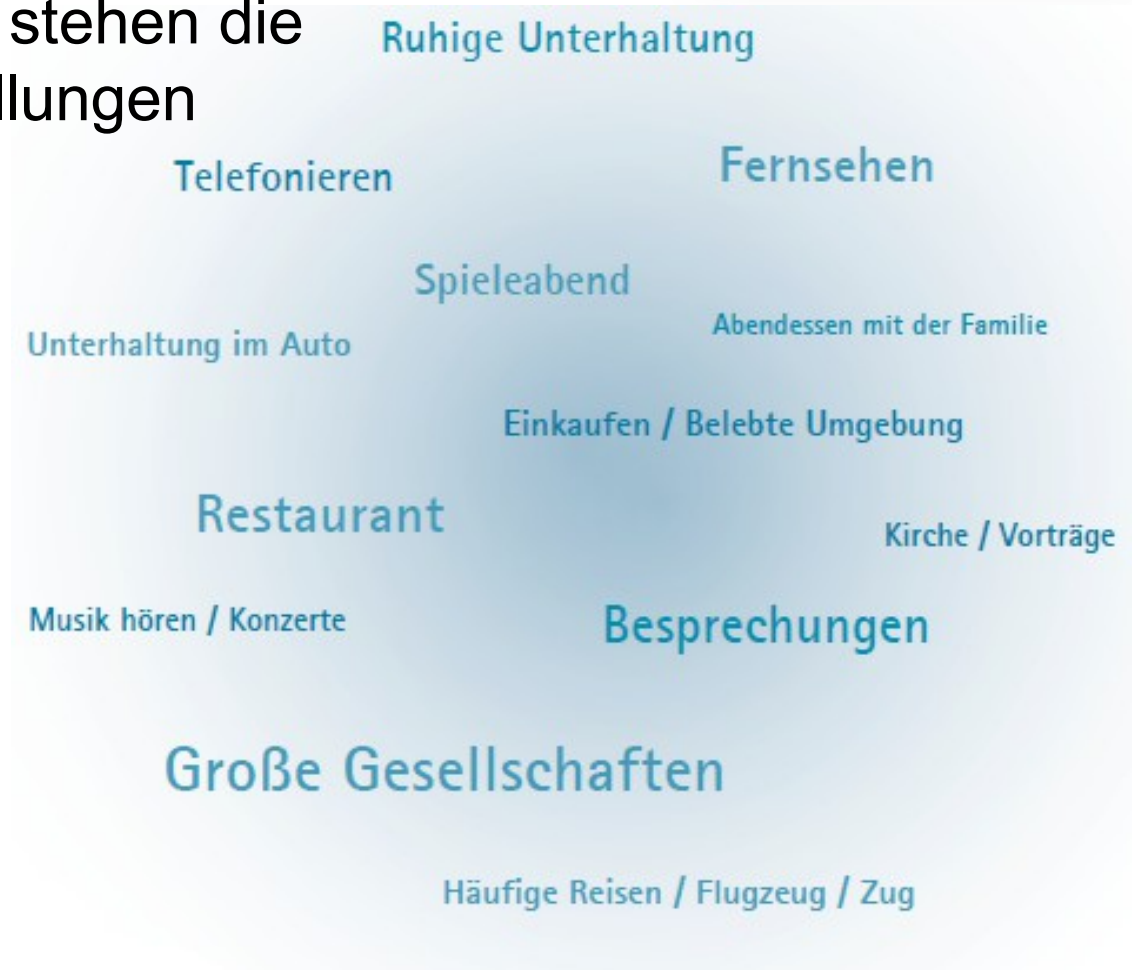 stehen die
Ruhige Unterhaltung
llungen
Telefonieren
Fernsehen
Spieleabend
Abendessen mit der Familie
Unterhaltung im Auto
Einkaufen / Belebte Umgebung
Restaurant
Kirche / Vorträge
Musik hören / Konzerte
Besprechungen
Große Gesellschaften
Häufige Reisen / Flugzeug / Zug